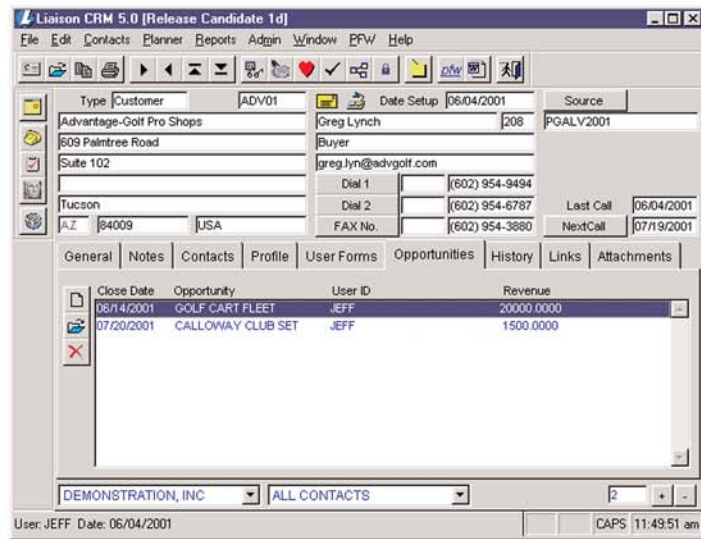 Liaison CRM 5.0 [Release Candidate 1d]
File Edit Contacts Planner Reports Admin Window PFW Help
pfw
Type Customer ADV01 Date Setup 06/04/2001 Source
Advantage-Golf Pro Shops Greg Lynch 208 PGALV2001
609 Palmtree Road Buyer
Suite 102 greg.lyn@advgolf.com
Dial 1 (602) 954-9494
Tucson Dial 2 (602) 954-6787 Last Call 06/04/2001
AZ 84009 USA FAX No. (602) 954-3880 NextCall 07/19/2001
General Notes Contacts Profile User Forms Opportunities History Links Attachments
Close Date Opportunity User ID Revenue
06/14/2001 GOLF CART FLEET JEFF 20000.0000
07/20/2001 CALLOWAY CLUB SET JEFF 1500.0000
DEMONSTRATION, INC ALL CONTACTS 2 + -
User: JEFF Date: 06/04/2001 CAPS 11:49:51 am